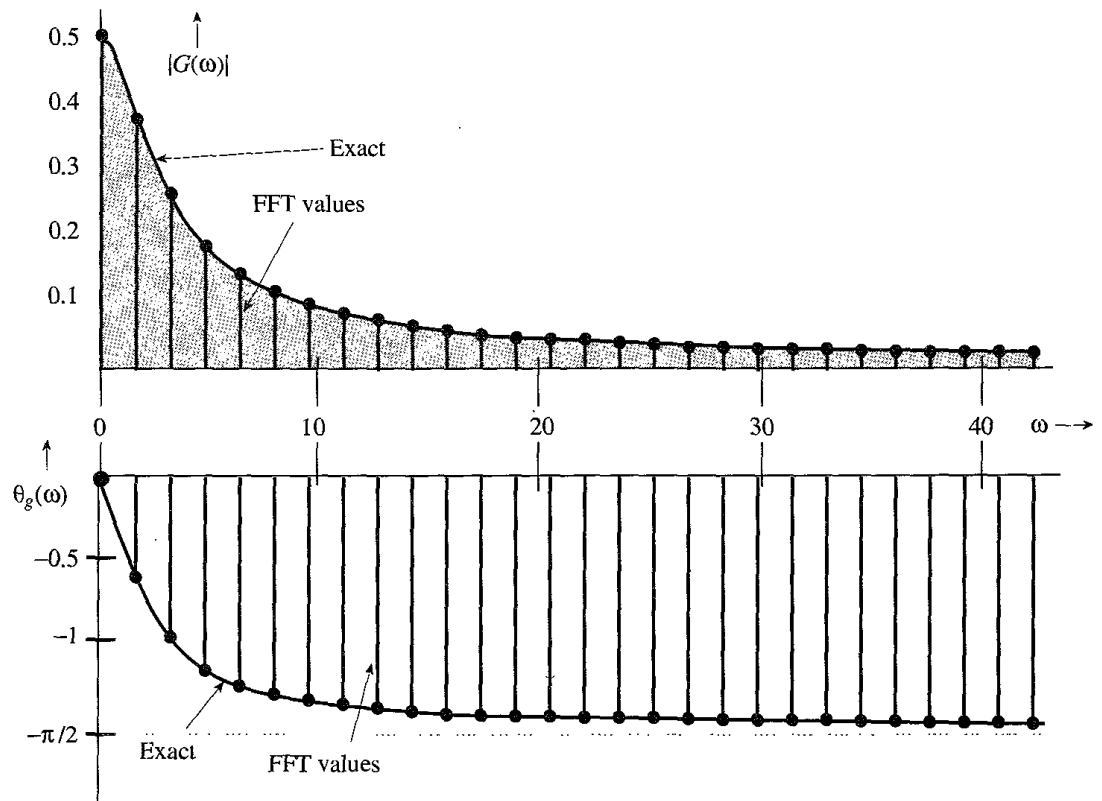 0.5
|G(ω)|
0.4
Exact
0.3
FFT values
0.2
0.1
0
10
20
30
40
ω
θg(ω)
−0.5
−1
−π/2
Exact
FFT values